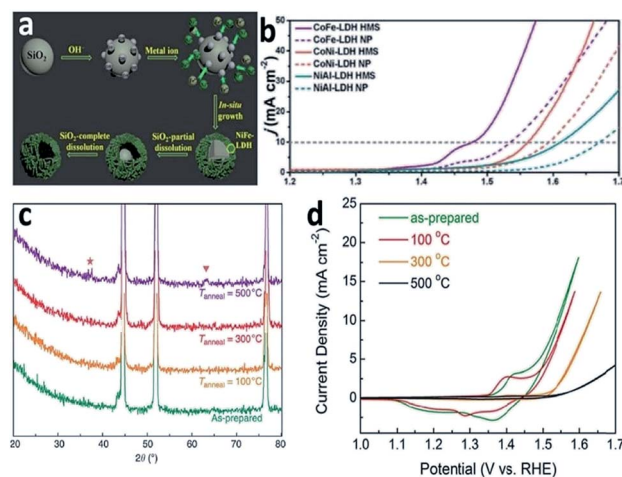 a
SiO2
OH-
Metal ion
In-situ
growth
NiFe-
LDH
SiO2-partial
dissolution
SiO2-complete
dissolution
b
CoFe-LDH HMS
CoFe-LDH NP
CoNi-LDH HMS
CoNi-LDH NP
NiAl-LDH HMS
NiAl-LDH NP
j (mA cm-2)
50
40
30
20
10
0
1.2 1.3 1.4 1.5 1.6 1.7
c
Tanneal = 500°C
Tanneal = 300°C
Tanneal = 100°C
As-prepared
20 30 40 50 60 70 80
2θ (°)
d
as-prepared
100 °C
300 °C
500 °C
Current Density (mA cm-2)
25
20
15
10
5
0
1.0 1.1 1.2 1.3 1.4 1.5 1.6 1.7
Potential (V vs. RHE)